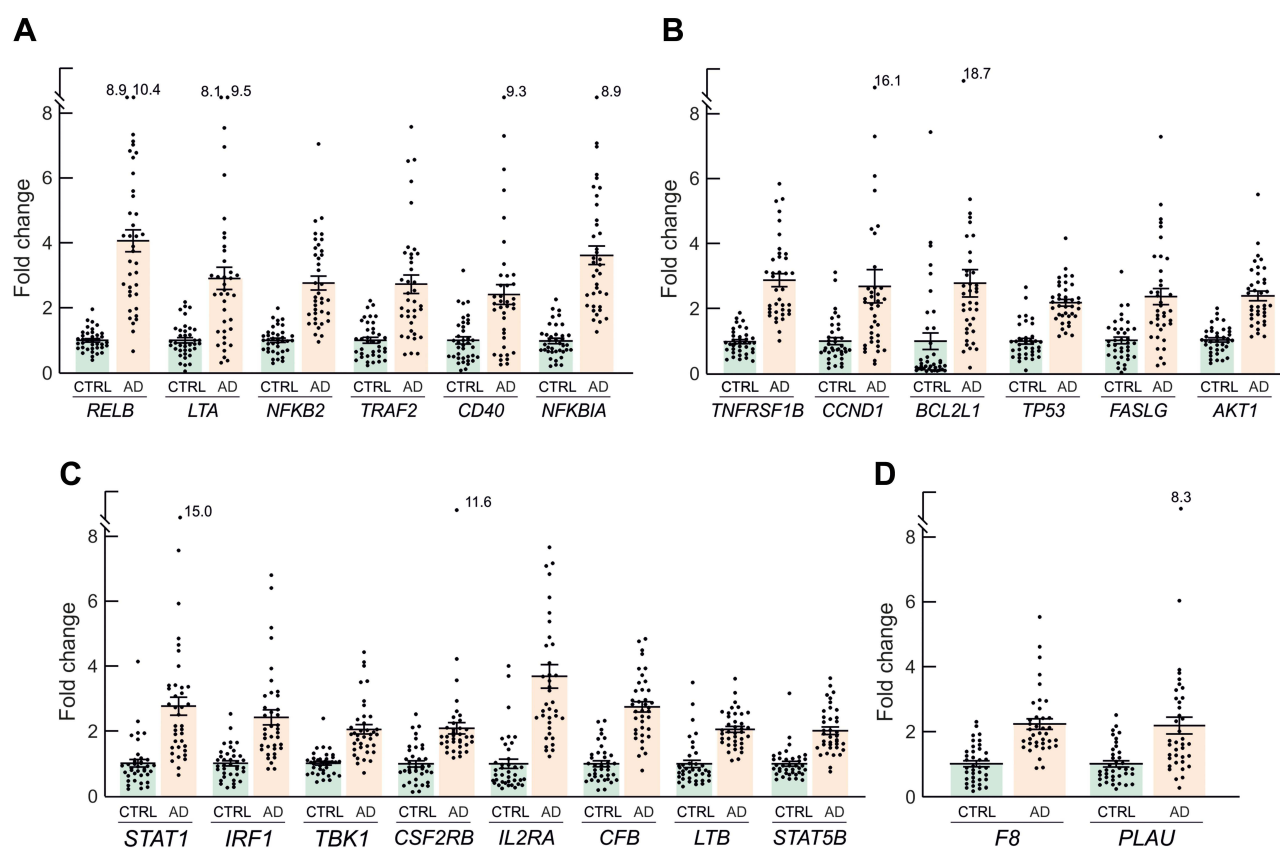 A
8.9 10.4 8.1 9.5 9.3 8.9
Fold change
8
6
4
2
0
CTRL AD CTRL AD CTRL AD CTRL AD CTRL AD CTRL AD
RELB LTA NFKB2 TRAF2 CD40 NFKBIA
B
16.1 18.7
Fold change
8
6
4
2
0
CTRL AD CTRL AD CTRL AD CTRL AD CTRL AD CTRL AD
TNFRSF1B CCND1 BCL2L1 TP53 FASLG AKT1
C
15.0 11.6
Fold change
8
6
4
2
0
CTRL AD CTRL AD CTRL AD CTRL AD CTRL AD CTRL AD CTRL AD CTRL AD
STAT1 IRF1 TBK1 CSF2RB IL2RA CFB LTB STAT5B
D
8.3
Fold change
8
6
4
2
0
CTRL AD CTRL AD
F8 PLAU